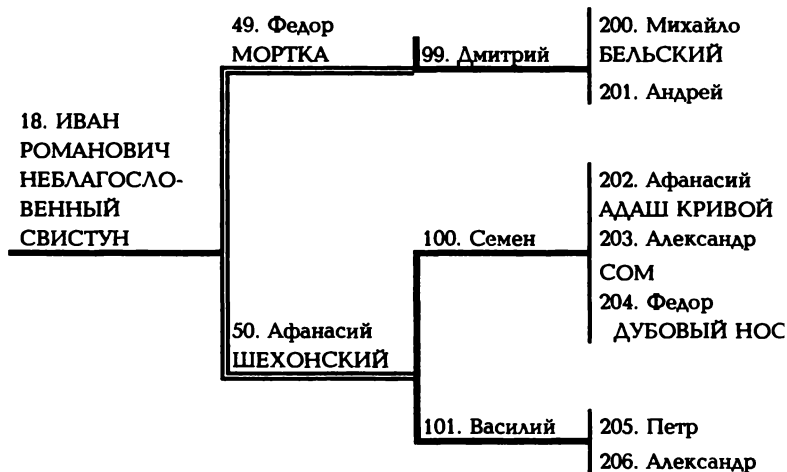 18. ИВАН
РОМАНОВИЧ
НЕБЛАГОСЛО-
ВЕННЫЙ
СВИСТУН
49. Федор
МОРТКА
99. Дмитрий
200. Михайло
БЕЛЬСКИЙ
201. Андрей
50. Афанасий
ШЕХОНСКИЙ
100. Семен
202. Афанасий
АДАШ КРИВОЙ
203. Александр
СОМ
204. Федор
ДУБОВЫЙ НОС
101. Василий
205. Петр
206. Александр